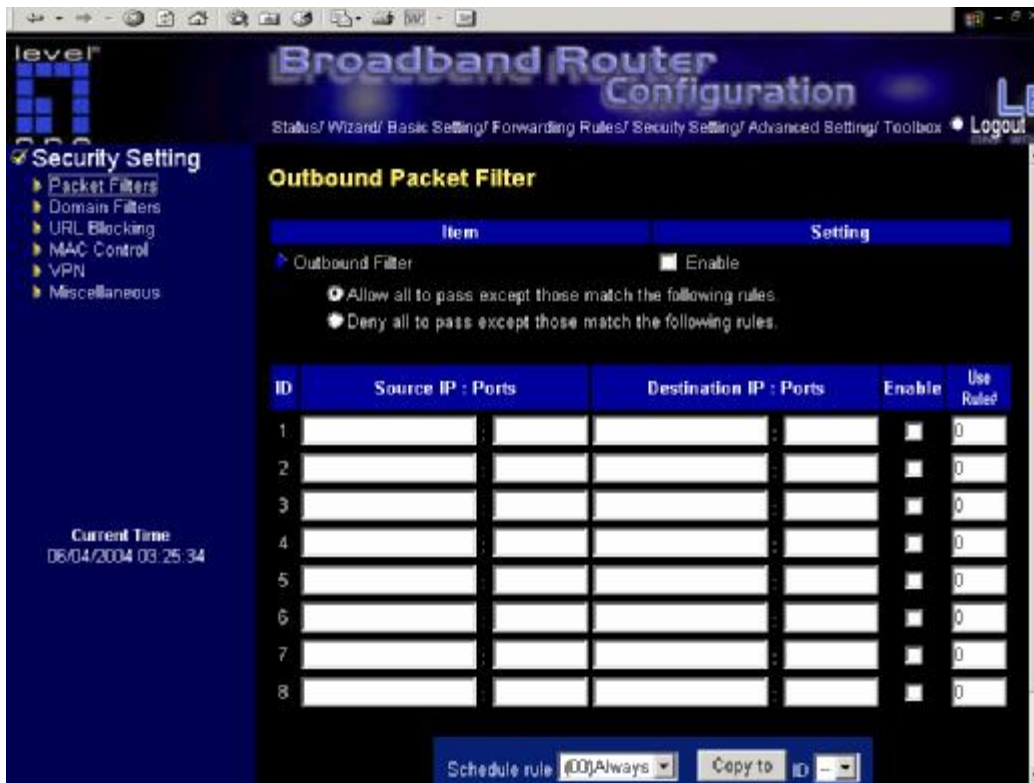 level
Broadband Router
Configuration
Status/ Wizard/ Basic Setting/ Forwarding Rules/ Secuity Setting/ Advanced Setting/ Toolbox Logout
Security Setting
Packet Filters
Domain Filters
URL Blocking
MAC Control
VPN
Miscellaneous
Current Time
06/04/2004 03:25:34
Outbound Packet Filter
Item Setting
Outbound Filter Enable
Allow all to pass except those match the following rules.
Deny all to pass except those match the following rules.
ID Source IP : Ports Destination IP : Ports Enable Use Rule#
1 : : 0
2 : : 0
3 : : 0
4 : : 0
5 : : 0
6 : : 0
7 : : 0
8 : : 0
Schedule rule (00)Always Copy to ID --